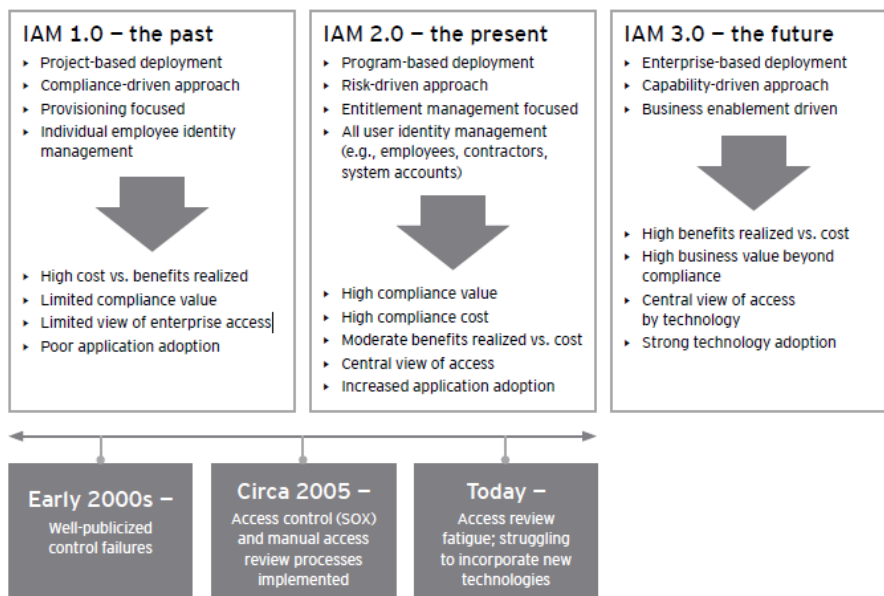 IAM 1.0 – the past
▸ Project-based deployment
▸ Compliance-driven approach
▸ Provisioning focused
▸ Individual employee identity
management
▸ High cost vs. benefits realized
▸ Limited compliance value
▸ Limited view of enterprise access
▸ Poor application adoption
IAM 2.0 – the present
▸ Program-based deployment
▸ Risk-driven approach
▸ Entitlement management focused
▸ All user identity management
(e.g., employees, contractors,
system accounts)
▸ High compliance value
▸ High compliance cost
▸ Moderate benefits realized vs. cost
▸ Central view of access
▸ Increased application adoption
IAM 3.0 – the future
▸ Enterprise-based deployment
▸ Capability-driven approach
▸ Business enablement driven
▸ High benefits realized vs. cost
▸ High business value beyond
compliance
▸ Central view of access
by technology
▸ Strong technology adoption
Early 2000s –
Well-publicized
control failures
Circa 2005 –
Access control (SOX)
and manual access
review processes
implemented
Today –
Access review
fatigue; struggling
to incorporate new
technologies